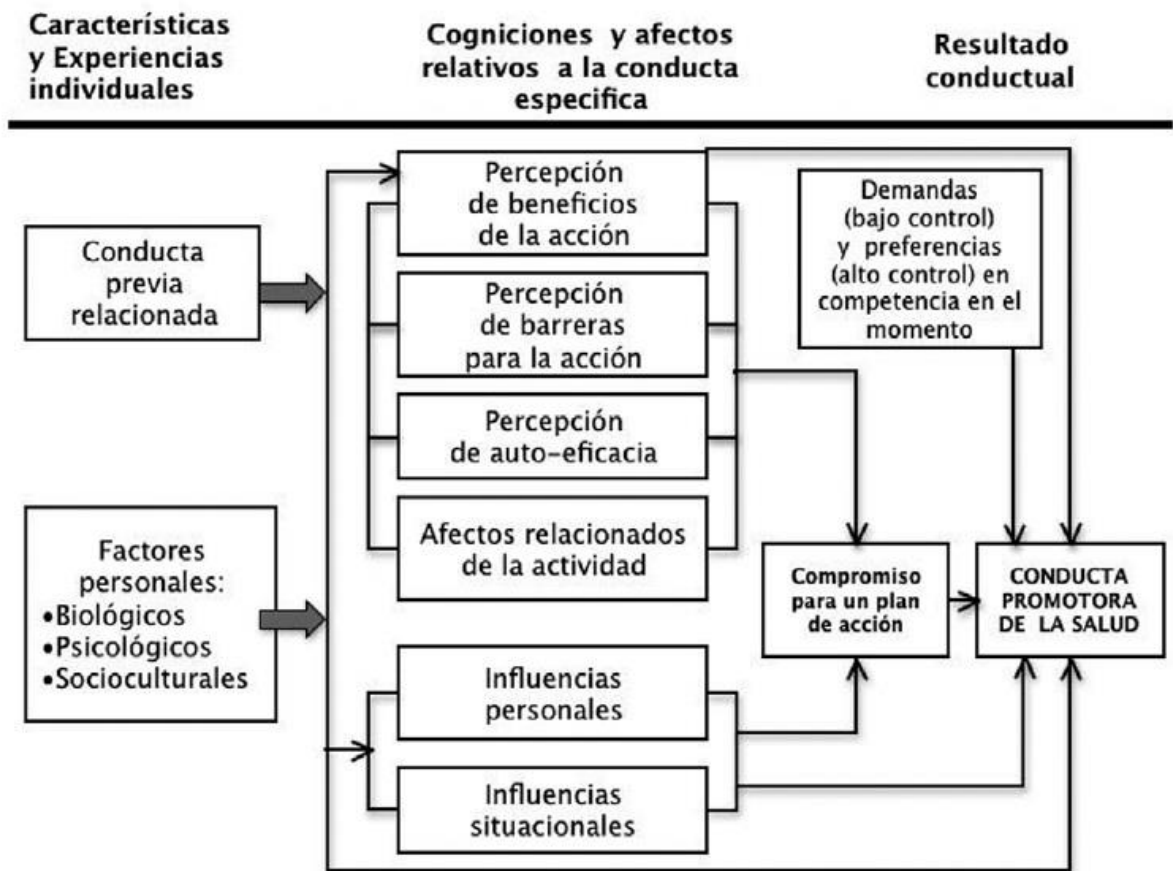 Características
y Experiencias
individuales
Cogniciones y afectos
relativos a la conducta
especifica
Resultado
conductual
Conducta
previa
relacionada
Factores
personales:
•Biológicos
•Psicológicos
•Socioculturales
Percepción
de beneficios
de la acción
Percepción
de barreras
para la acción
Percepción
de auto-eficacia
Afectos relacionados
de la actividad
Influencias
personales
Influencias
situacionales
Demandas
(bajo control)
y preferencias
(alto control) en
competencia en el
momento
Compromiso
para un plan
de acción
CONDUCTA
PROMOTORA
DE LA SALUD